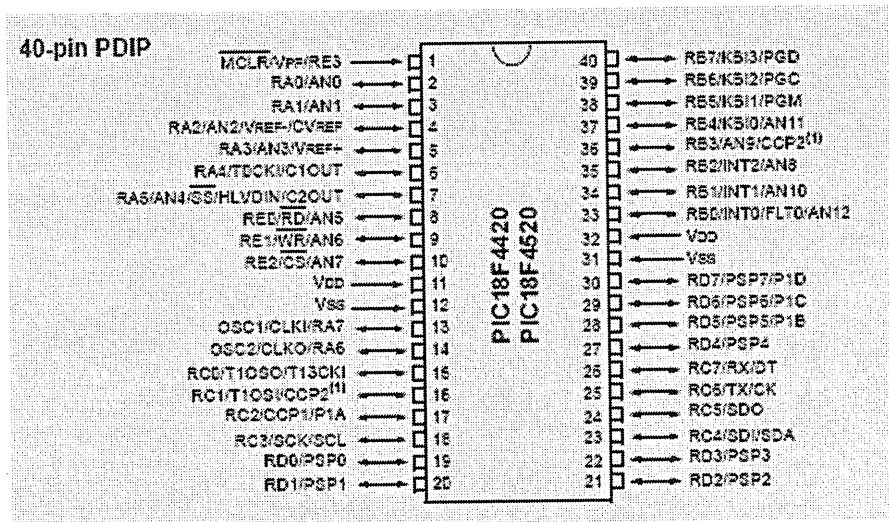 40-pin PDIP
MCLR/VPP/RE3
RA0/AN0
RA1/AN1
RA2/AN2/VREF-/CVREF
RA3/AN3/VREF+
RA4/T0CKI/C1OUT
RA5/AN4/SS/HLVDIN/C2OUT
RE0/RD/AN5
RE1/WR/AN6
RE2/CS/AN7
VDD
VSS
OSC1/CLKI/RA7
OSC2/CLKO/RA6
RC0/T1OSO/T13CKI
RC1/T1OSI/CCP2(1)
RC2/CCP1/P1A
RC3/SCK/SCL
RD0/PSP0
RD1/PSP1
1
2
3
4
5
6
7
8
9
10
11
12
13
14
15
16
17
18
19
20
PIC18F4420
PIC18F4520
40
39
38
37
36
35
34
33
32
31
30
29
28
27
26
25
24
23
22
21
RB7/KBI3/PGD
RB6/KBI2/PGC
RB5/KBI1/PGM
RB4/KBI0/AN11
RB3/AN9/CCP2(1)
RB2/INT2/AN8
RB1/INT1/AN10
RB0/INT0/FLT0/AN12
VDD
VSS
RD7/PSP7/P1D
RD6/PSP6/P1C
RD5/PSP5/P1B
RD4/PSP4
RC7/RX/DT
RC6/TX/CK
RC5/SDO
RC4/SDI/SDA
RD3/PSP3
RD2/PSP2